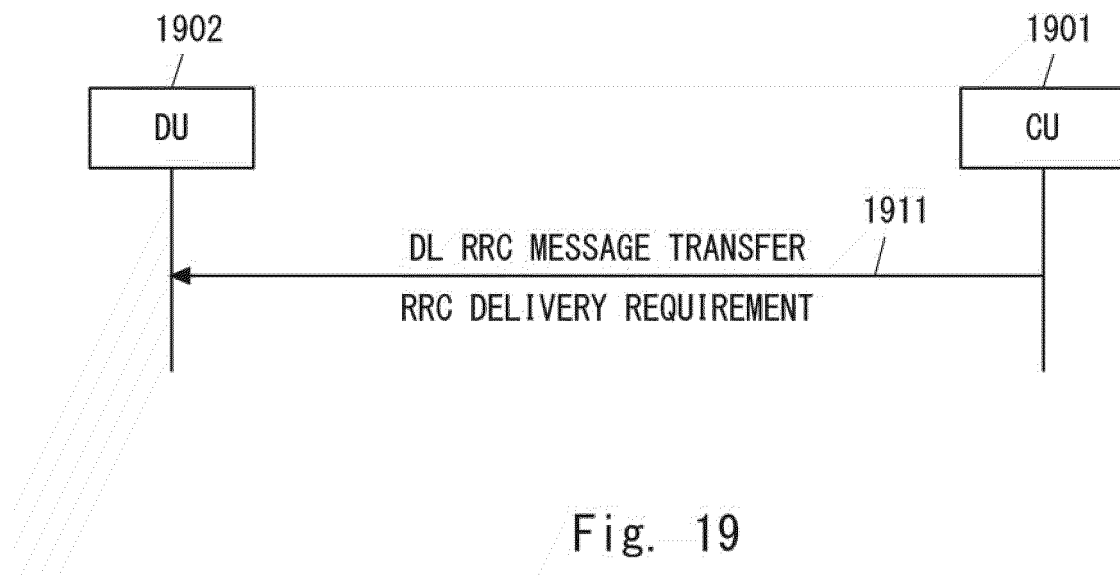 1902
1901
DU
CU
1911
DL RRC MESSAGE TRANSFER
RRC DELIVERY REQUIREMENT
Fig. 19